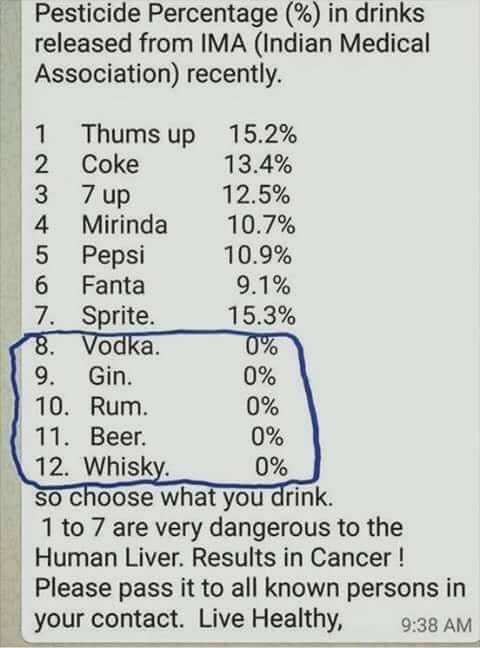 Pesticide Percentage (%) in drinks
released from IMA (Indian Medical
Association) recently.
1 Thums up 15.2%
2 Coke 13.4%
3 7 up 12.5%
4 Mirinda 10.7%
5 Pepsi 10.9%
6 Fanta 9.1%
7. Sprite. 15.3%
8. Vodka. 0%
9. Gin. 0%
10. Rum. 0%
11. Beer. 0%
12. Whisky. 0%
so choose what you drink.
1 to 7 are very dangerous to the
Human Liver. Results in Cancer !
Please pass it to all known persons in
your contact. Live Healthy,
9:38 AM